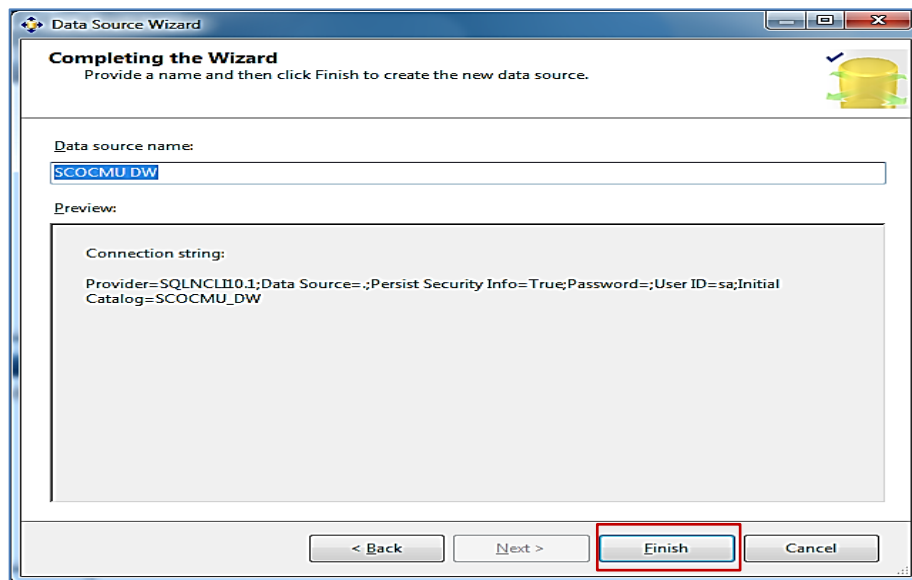 Data Source Wizard
Completing the Wizard
Provide a name and then click Finish to create the new data source.
Data source name:
SCOCMU DW
Preview:
Connection string:
Provider=SQLNCLI10.1;Data Source=.;Persist Security Info=True;Password=;User ID=sa;Initial
Catalog=SCOCMU_DW
< Back
Next >
Finish
Cancel